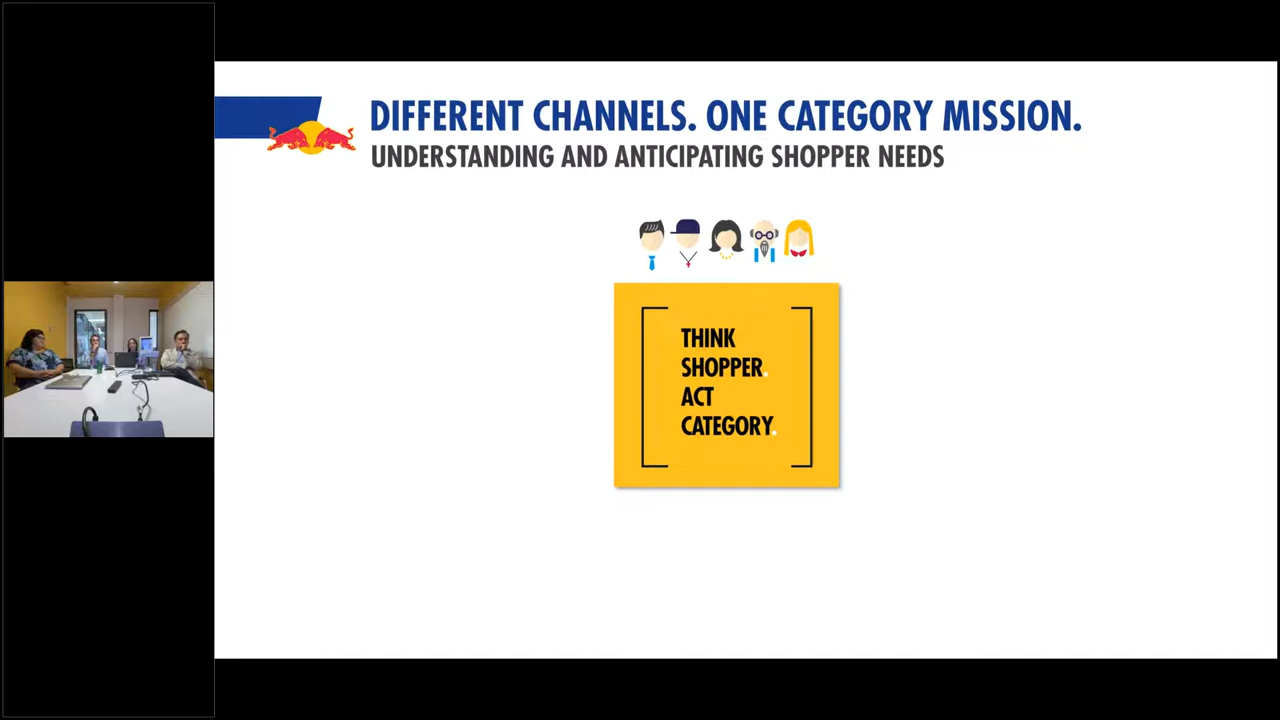 DIFFERENT CHANNELS. ONE CATEGORY MISSION.
UNDERSTANDING AND ANTICIPATING SHOPPER NEEDS
THINK
SHOPPER.
ACT
CATEGORY.